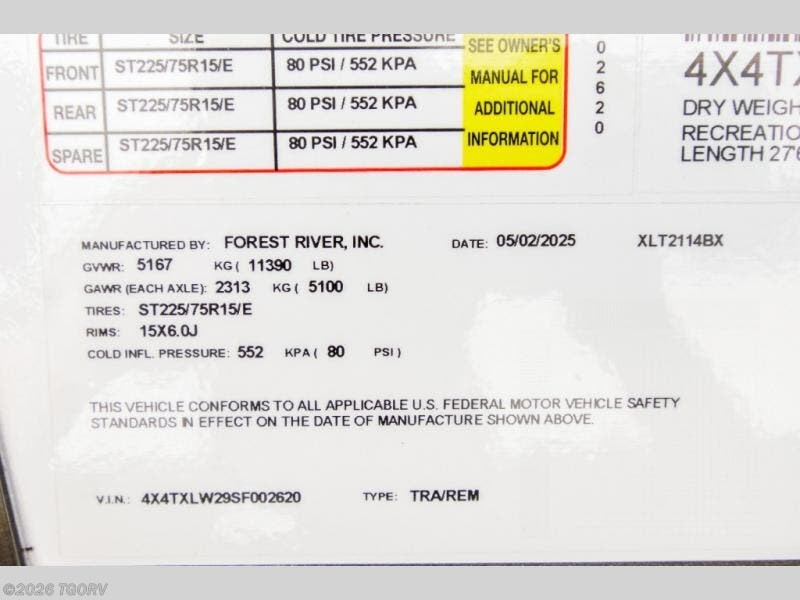 TIRE SIZE COLD TIRE PRESSURE SEE OWNER'S
FRONT ST225/75R15/E 80 PSI / 552 KPA MANUAL FOR
REAR ST225/75R15/E 80 PSI / 552 KPA ADDITIONAL
SPARE ST225/75R15/E 80 PSI / 552 KPA INFORMATION
0
2
6
2
0
4X4TX
DRY WEIGH
RECREATIO
LENGTH 276
MANUFACTURED BY: FOREST RIVER, INC. DATE: 05/02/2025 XLT2114BX
GVWR: 5167 KG ( 11390 LB)
GAWR (EACH AXLE): 2313 KG ( 5100 LB)
TIRES: ST225/75R15/E
RIMS: 15X6.0J
COLD INFL. PRESSURE: 552 KPA ( 80 PSI )
THIS VEHICLE CONFORMS TO ALL APPLICABLE U.S. FEDERAL MOTOR VEHICLE SAFETY
STANDARDS IN EFFECT ON THE DATE OF MANUFACTURE SHOWN ABOVE.
V.I.N.: 4X4TXLW29SF002620 TYPE: TRA/REM
©2026 TGORV